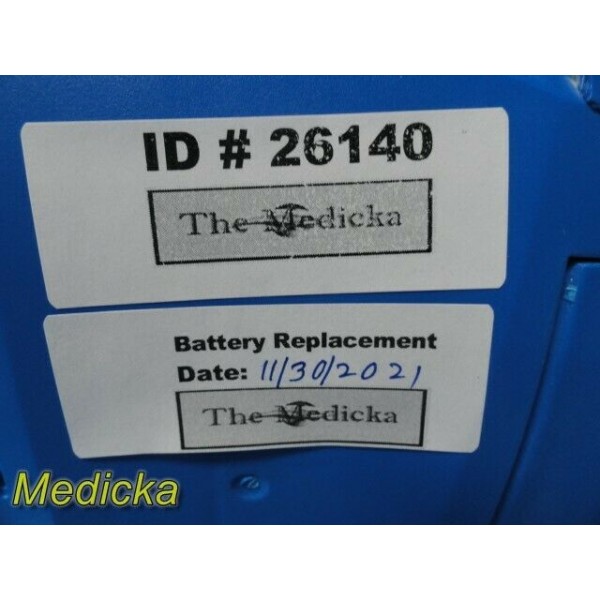 ID # 26140
The Medicka
Battery Replacement
Date: 11/30/2021
The Medicka
Medicka